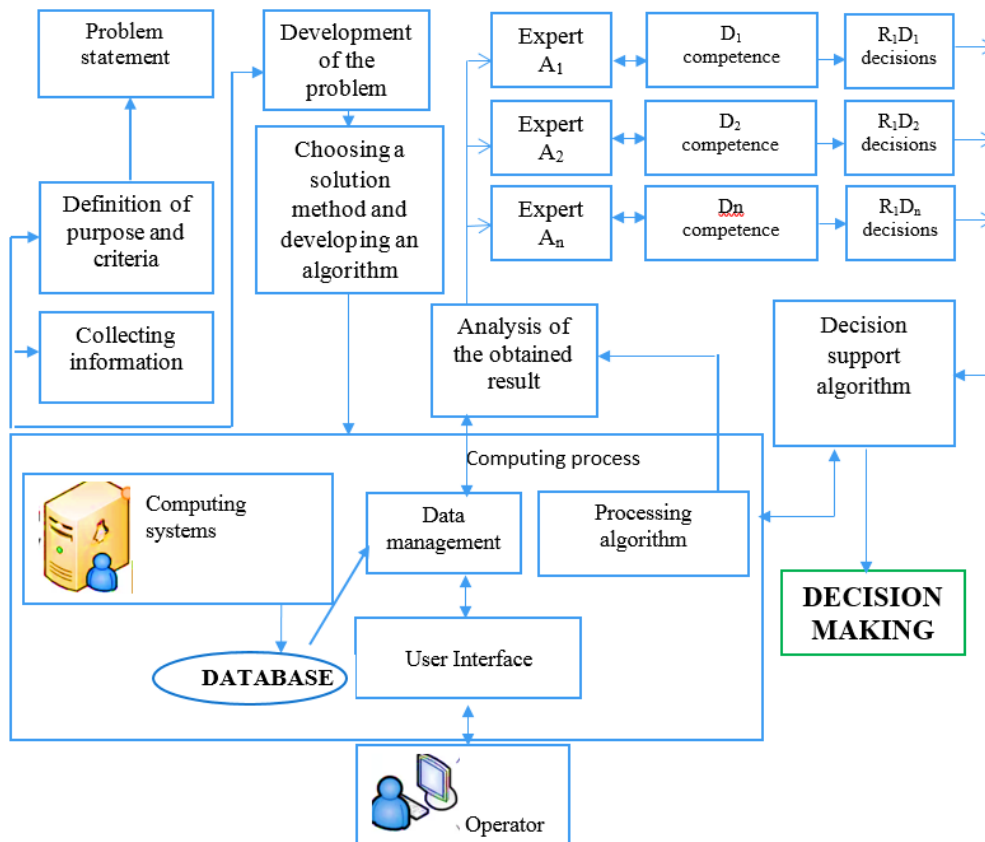 Problem
statement
Development
of the
problem
Expert
A₁
D₁
competence
R₁D₁
decisions
Choosing a
solution
method and
developing an
algorithm
Expert
A₂
D₂
competence
R₁D₂
decisions
Definition of
purpose and
criteria
Expert
Aₙ
Dn
competence
R₁Dₙ
decisions
Collecting
information
Analysis of
the obtained
result
Decision
support
algorithm
Computing process
Computing
systems
Data
management
Processing
algorithm
DECISION
MAKING
DATABASE
User Interface
Operator